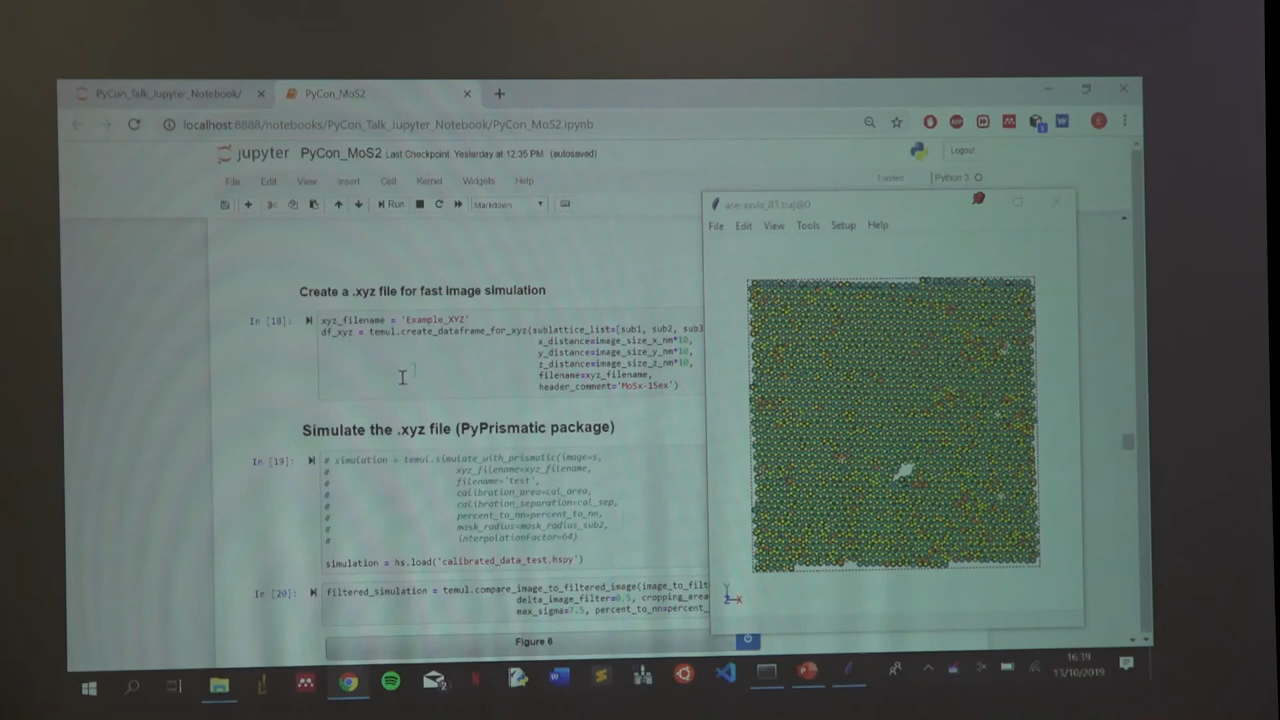 PyCon_Talk_Jupyter_Notebook/
PyCon_MoS2
localhost:8888/notebooks/PyCon_Talk_Jupyter_Notebook/PyCon_MoS2.ipynb
jupyter PyCon_MoS2 Last Checkpoint Yesterday at 12:35 PM (autosaved)
Logout
File Edit View Insert Cell Kernel Widgets Help
Trusted
Python 3
Run
Markdown
File Edit View Tools Setup Help
Create a .xyz file for fast image simulation
In [18]:
xyz_filename = 'Example_XYZ'
df_xyz = temul.create_dataframe_for_xyz(sublattice_list=[sub1, sub2, sub3
x_distance=image_size_x_nm*10,
y_distance=image_size_y_nm*10,
z_distance=image_size_z_nm*10,
filename=xyz_filename,
header_comment='MoSx-1Sex')
Simulate the .xyz file (PyPrismatic package)
In [19]:
# simulation = temul.simulate_with_prismatic(image=s,
# xyz_filename=xyz_filename,
# filename='test',
# calibration_area=cal_area,
# calibration_separation=cal_sep,
# percent_to_nn=percent_to_nn,
# mask_radius=mask_radius_sub2,
# interpolationFactor=64)
simulation = hs.load('calibrated_data_test.hspy')
In [20]:
filtered_simulation = temul.compare_image_to_filtered_image(image_to_filt
delta_image_filter=0.5, cropping_area
max_sigma=7.5, percent_to_nn=percent_
Figure 6
Y
Z X
16:39
13/10/2019